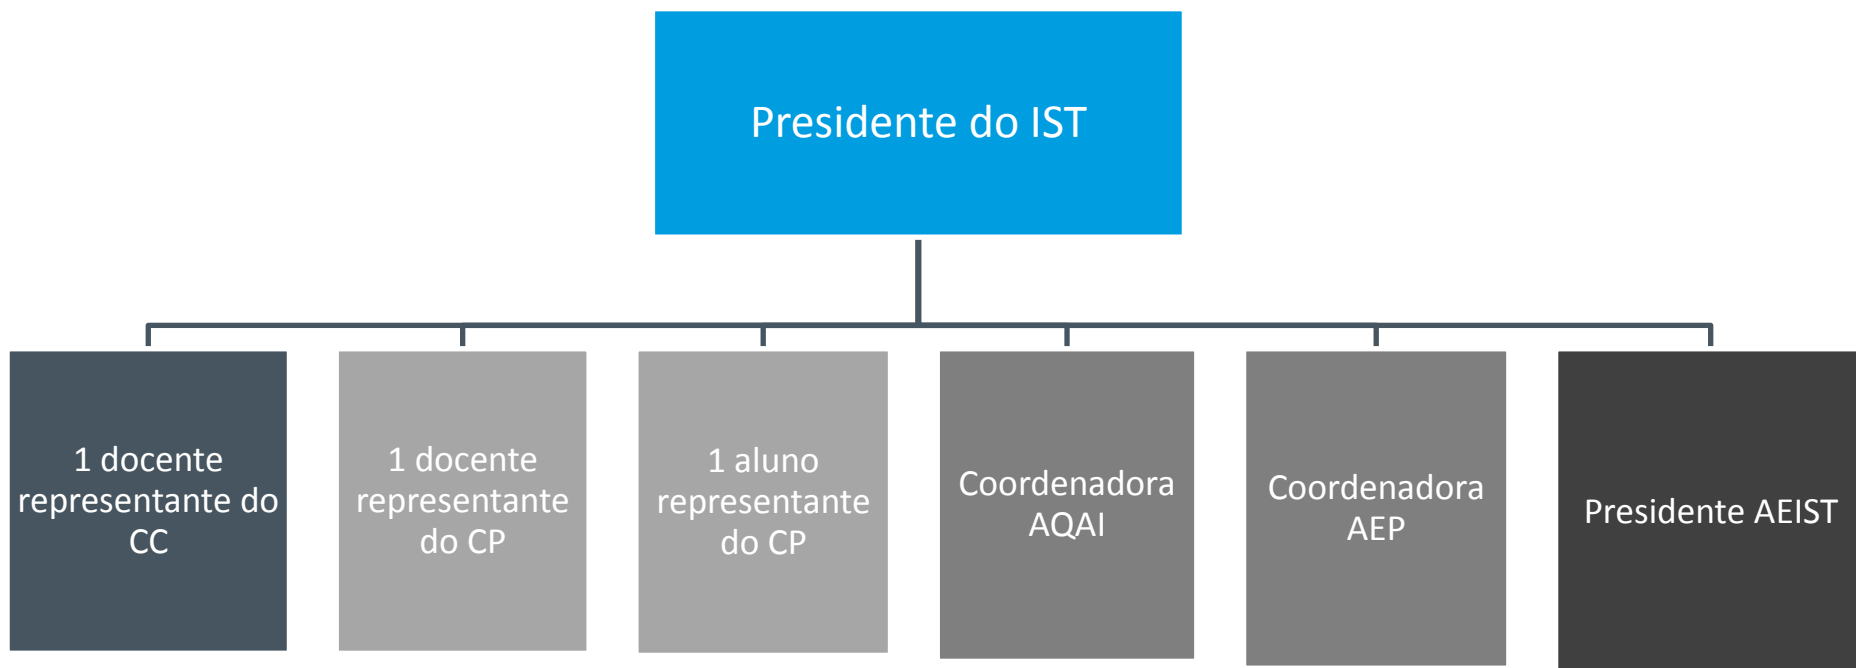 Presidente do IST
1 docente
representante do
CC
1 docente
representante
do CP
1 aluno
representante
do CP
Coordenadora
AQAI
Coordenadora
AEP
Presidente AEIST